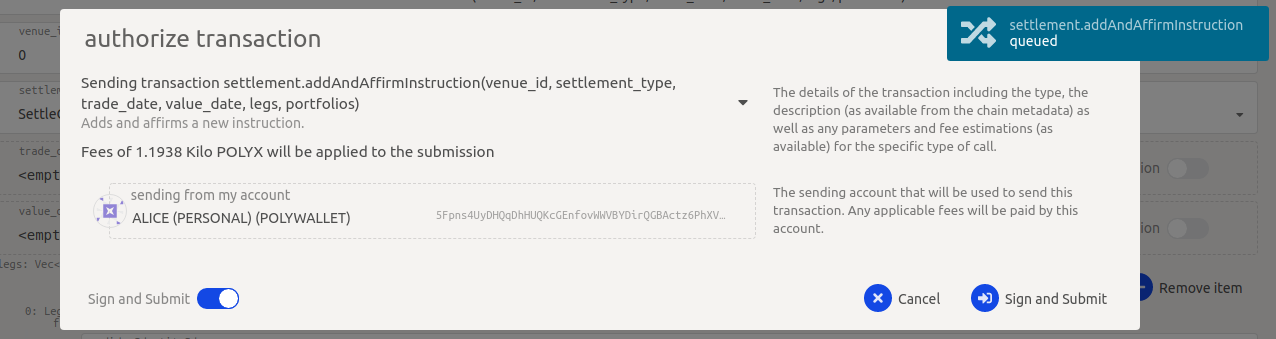 venue_i
0
settlem
Settle
trade_d
<empt
value_d
<empt
legs: Vec<
0: Leg
f
authorize transaction
Sending transaction settlement.addAndAffirmInstruction(venue_id, settlement_type,
trade_date, value_date, legs, portfolios)
Adds and affirms a new instruction.
Fees of 1.1938 Kilo POLYX will be applied to the submission
sending from my account
ALICE (PERSONAL) (POLYWALLET)
5Fpns4UyDHQqDhHUQKcGEnfovWWVBYDirQGBActz6PhXV…
Sign and Submit
The details of the transaction including the type, the
description (as available from the chain metadata) as
well as any parameters and fee estimations (as
available) for the specific type of call.
The sending account that will be used to send this
transaction. Any applicable fees will be paid by this
account.
Cancel
Sign and Submit
settlement.addAndAffirmInstruction
queued
ion
ion
Remove item